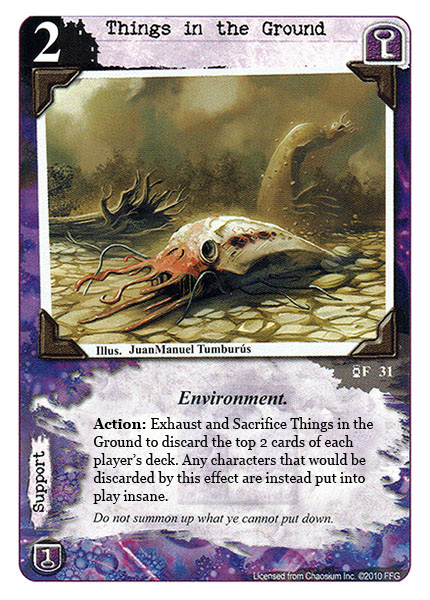 2
Things in the Ground
Illus. JuanManuel Tumburús
F 31
Environment.
Action: Exhaust and Sacrifice Things in the
Ground to discard the top 2 cards of each
player's deck. Any characters that would be
discarded by this effect are instead put into
play insane.
Do not summon up what ye cannot put down.
Support
Licensed from Chaosium Inc. ©2010 FFG